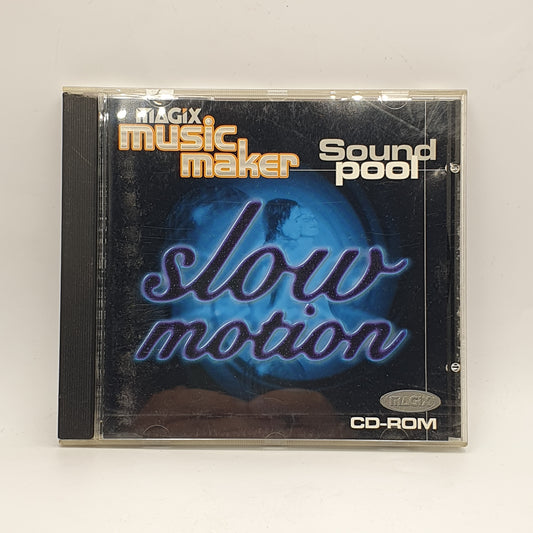 MAGIX
music
maker
Sound
pool
slow
motion
MAGIX
CD-ROM